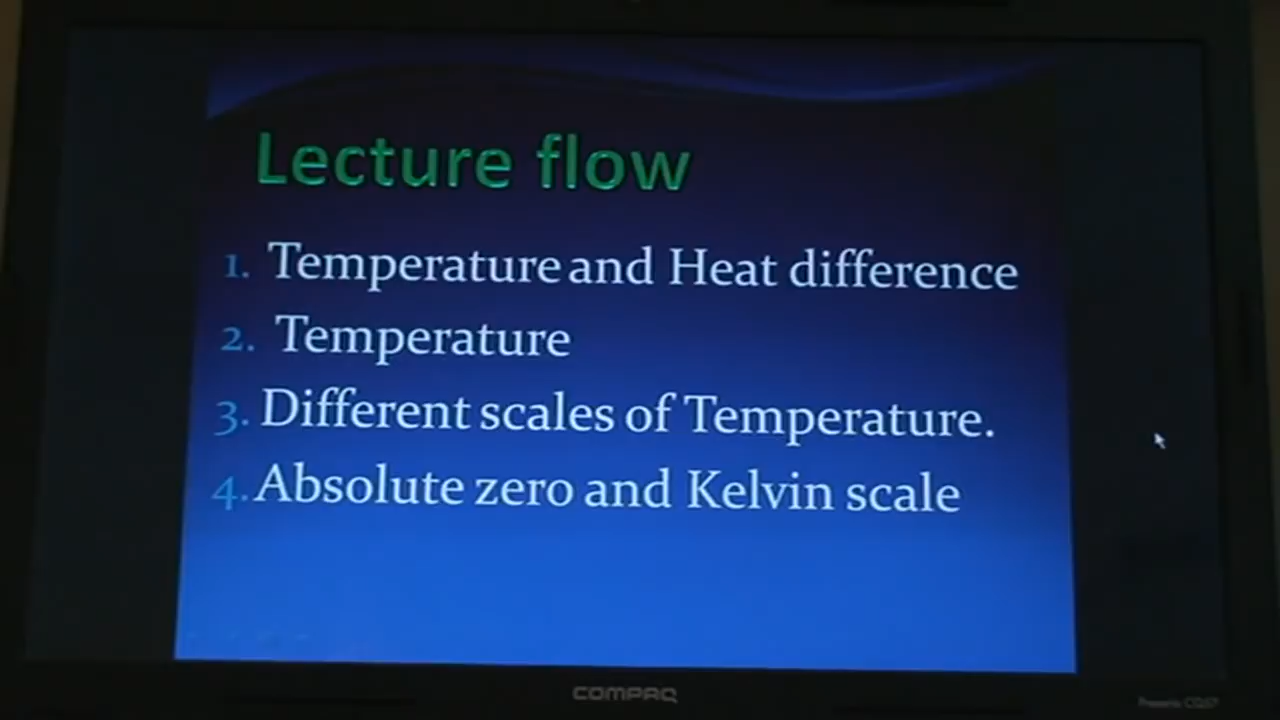 Lecture flow
1. Temperature and Heat difference
2. Temperature
3. Different scales of Temperature.
4. Absolute zero and Kelvin scale
COMPAQ